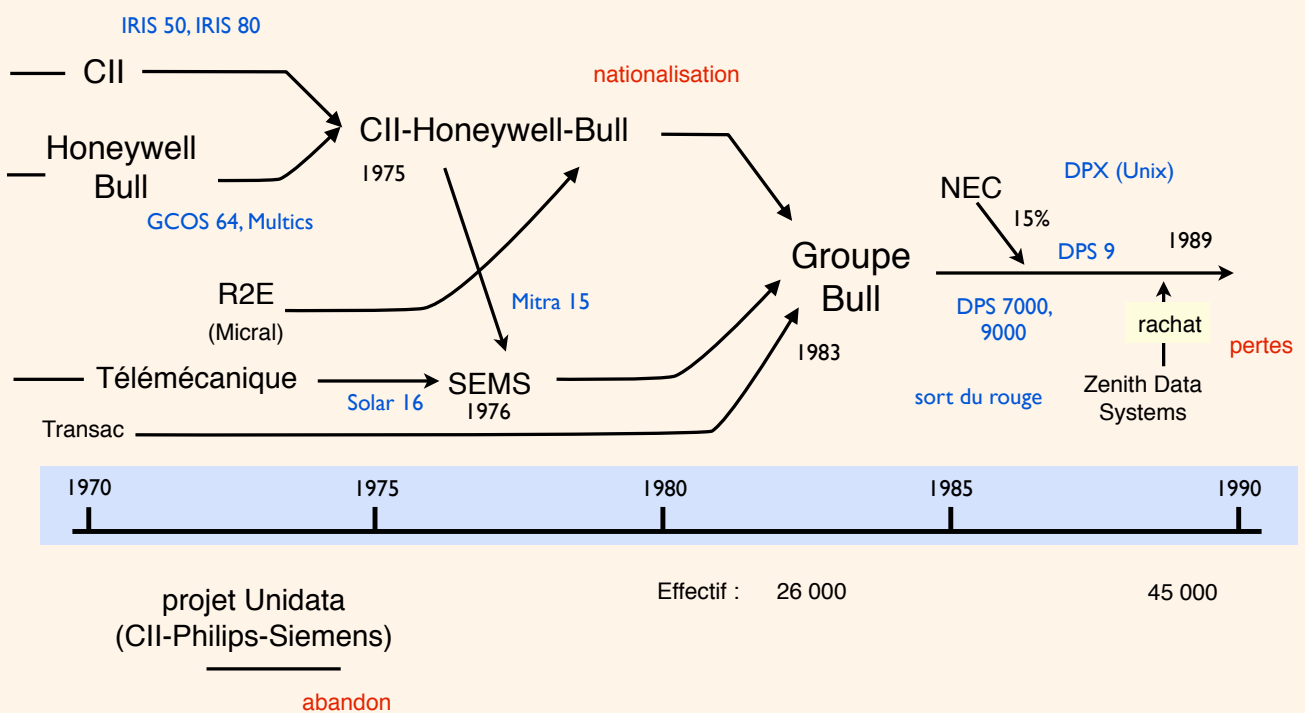 IRIS 50, IRIS 80
CII
nationalisation
Honeywell
Bull
CII-Honeywell-Bull
1975
GCOS 64, Multics
NEC
15%
DPX (Unix)
DPS 9
1989
Groupe
Bull
1983
DPS 7000,
9000
rachat
pertes
R2E
(Micral)
Mitra 15
Télémécanique
Solar 16
SEMS
1976
sort du rouge
Zenith Data
Systems
Transac
1970
1975
1980
1985
1990
projet Unidata
(CII-Philips-Siemens)
abandon
Effectif : 26 000
45 000